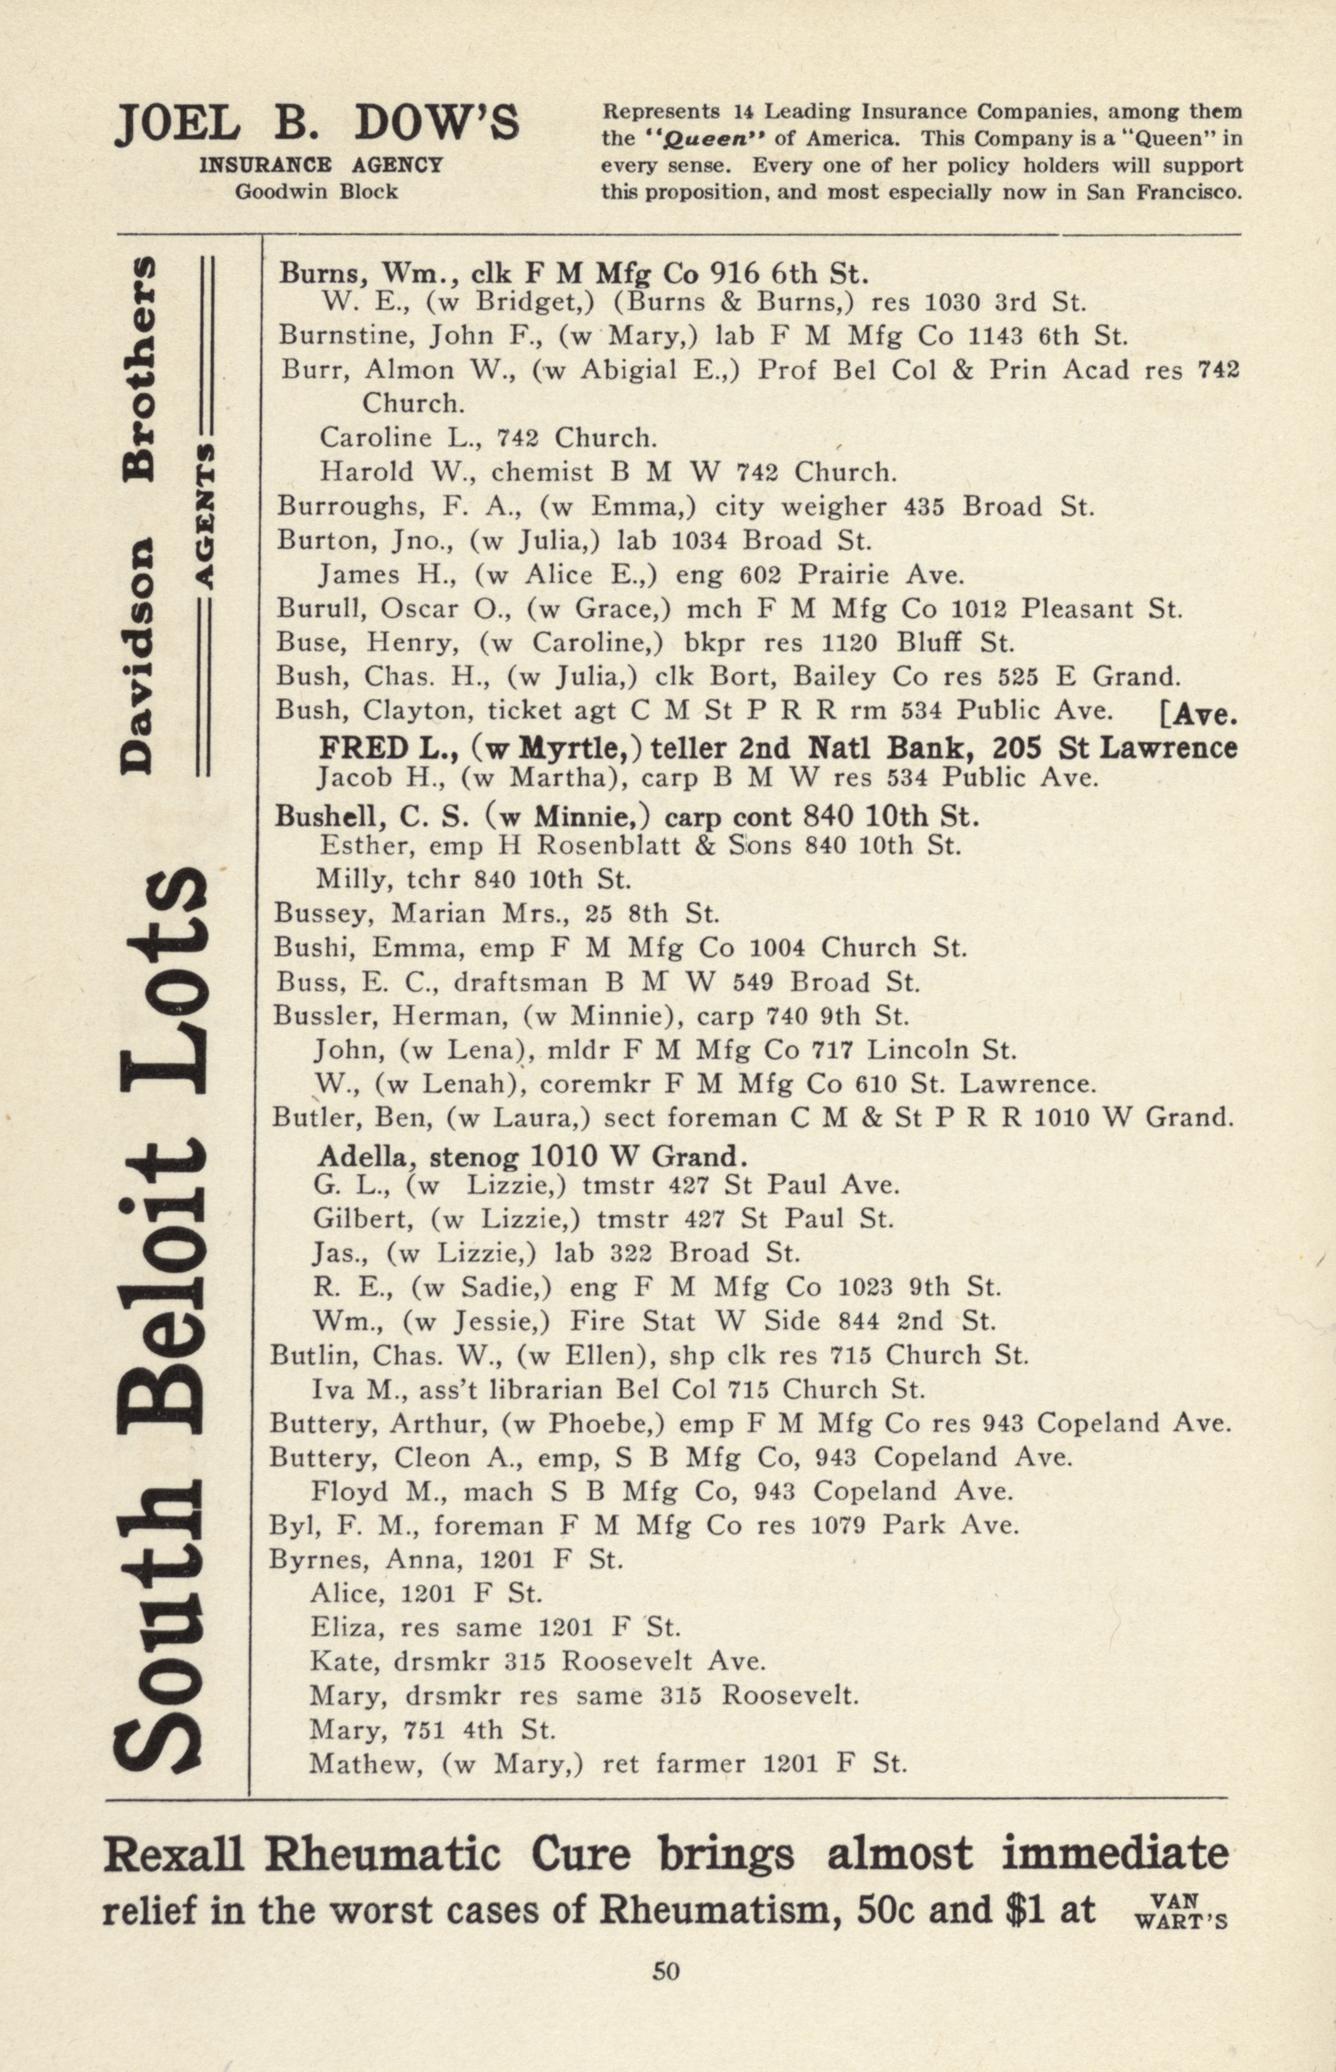 JOEL B. DOW'S
INSURANCE AGENCY
Goodwin Block
Represents 14 Leading Insurance Companies, among them
the "Queen" of America. This Company is a "Queen" in
every sense. Every one of her policy holders will support
this proposition, and most especially now in San Francisco.
South Beloit Lots Davidson Brothers
AGENTS
Burns, Wm., clk F M Mfg Co 916 6th St.
W. E., (w Bridget,) (Burns & Burns,) res 1030 3rd St.
Burnstine, John F., (w Mary,) lab F M Mfg Co 1143 6th St.
Burr, Almon W., (w Abigial E.,) Prof Bel Col & Prin Acad res 742
Church.
Caroline L., 742 Church.
Harold W., chemist B M W 742 Church.
Burroughs, F. A., (w Emma,) city weigher 435 Broad St.
Burton, Jno., (w Julia,) lab 1034 Broad St.
James H., (w Alice E.,) eng 602 Prairie Ave.
Burull, Oscar O., (w Grace,) mch F M Mfg Co 1012 Pleasant St.
Buse, Henry, (w Caroline,) bkpr res 1120 Bluff St.
Bush, Chas. H., (w Julia,) clk Bort, Bailey Co res 525 E Grand.
Bush, Clayton, ticket agt C M St P R R rm 534 Public Ave. [Ave.
FRED L., (w Myrtle,) teller 2nd Natl Bank, 205 St Lawrence
Jacob H., (w Martha), carp B M W res 534 Public Ave.
Bushell, C. S. (w Minnie,) carp cont 840 10th St.
Esther, emp H Rosenblatt & Sons 840 10th St.
Milly, tchr 840 10th St.
Bussey, Marian Mrs., 25 8th St.
Bushi, Emma, emp F M Mfg Co 1004 Church St.
Buss, E. C., draftsman B M W 549 Broad St.
Bussler, Herman, (w Minnie), carp 740 9th St.
John, (w Lena), mldr F M Mfg Co 717 Lincoln St.
W., (w Lenah), coremkr F M Mfg Co 610 St. Lawrence.
Butler, Ben, (w Laura,) sect foreman C M & St P R R 1010 W Grand.
Adella, stenog 1010 W Grand.
G. L., (w Lizzie,) tmstr 427 St Paul Ave.
Gilbert, (w Lizzie,) tmstr 427 St Paul St.
Jas., (w Lizzie,) lab 322 Broad St.
R. E., (w Sadie,) eng F M Mfg Co 1023 9th St.
Wm., (w Jessie,) Fire Stat W Side 844 2nd St.
Butlin, Chas. W., (w Ellen), shp clk res 715 Church St.
Iva M., ass't librarian Bel Col 715 Church St.
Buttery, Arthur, (w Phoebe,) emp F M Mfg Co res 943 Copeland Ave.
Buttery, Cleon A., emp, S B Mfg Co, 943 Copeland Ave.
Floyd M., mach S B Mfg Co, 943 Copeland Ave.
Byl, F. M., foreman F M Mfg Co res 1079 Park Ave.
Byrnes, Anna, 1201 F St.
Alice, 1201 F St.
Eliza, res same 1201 F St.
Kate, drsmkr 315 Roosevelt Ave.
Mary, drsmkr res same 315 Roosevelt.
Mary, 751 4th St.
Mathew, (w Mary,) ret farmer 1201 F St.
Rexall Rheumatic Cure brings almost immediate
relief in the worst cases of Rheumatism, 50c and $1 at VAN WART'S
50